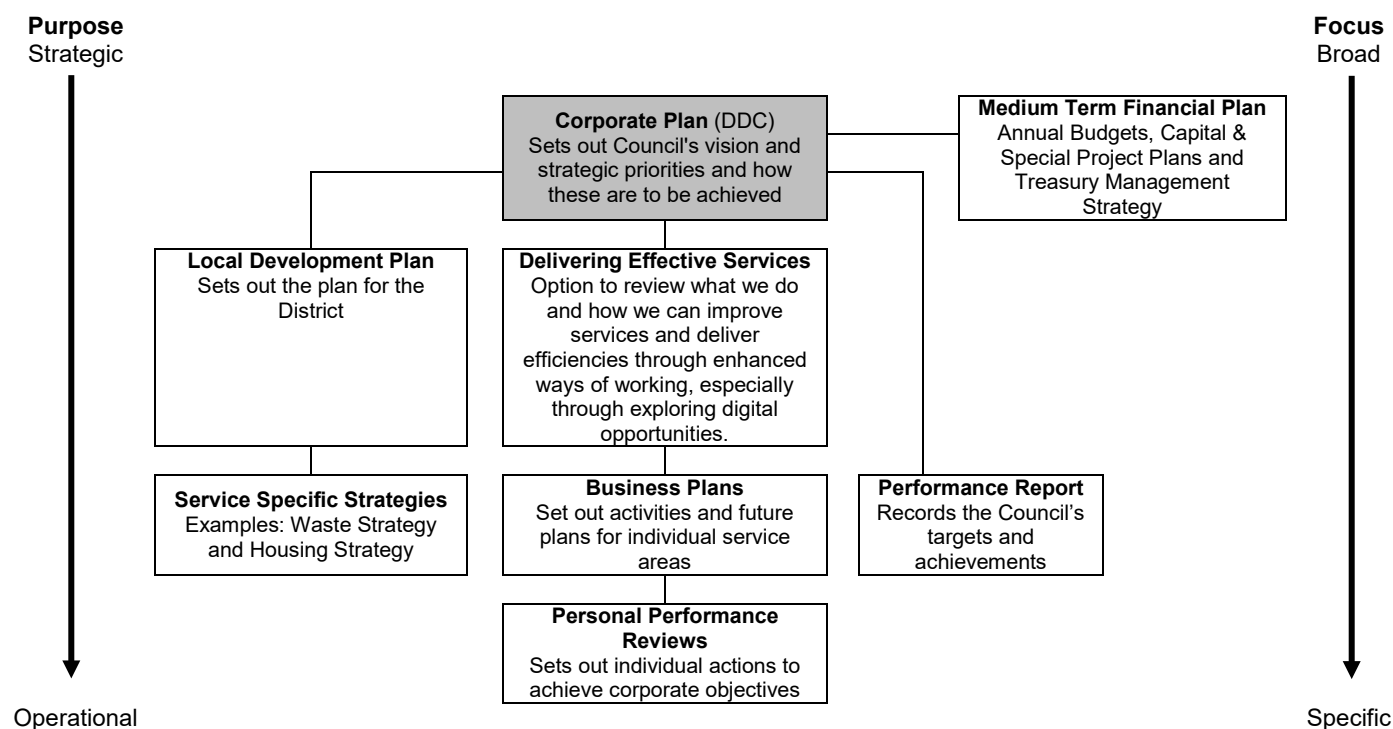 Purpose
Strategic
Focus
Broad
Corporate Plan (DDC)
Sets out Council's vision and
strategic priorities and how
these are to be achieved
Medium Term Financial Plan
Annual Budgets, Capital &
Special Project Plans and
Treasury Management
Strategy
Local Development Plan
Sets out the plan for the
District
Delivering Effective Services
Option to review what we do
and how we can improve
services and deliver
efficiencies through enhanced
ways of working, especially
through exploring digital
opportunities.
Service Specific Strategies
Examples: Waste Strategy
and Housing Strategy
Business Plans
Set out activities and future
plans for individual service
areas
Performance Report
Records the Council’s
targets and
achievements
Personal Performance
Reviews
Sets out individual actions to
achieve corporate objectives
Operational
Specific